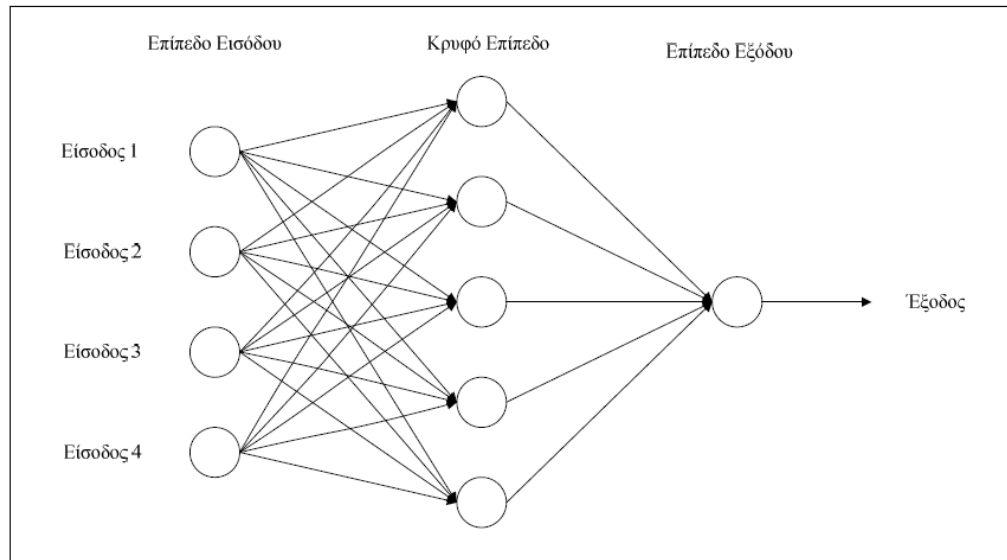 Επίπεδο Εισόδου
Κρυφό Επίπεδο
Επίπεδο Εξόδου
Είσοδος 1
Είσοδος 2
Είσοδος 3
Είσοδος 4
Έξοδος